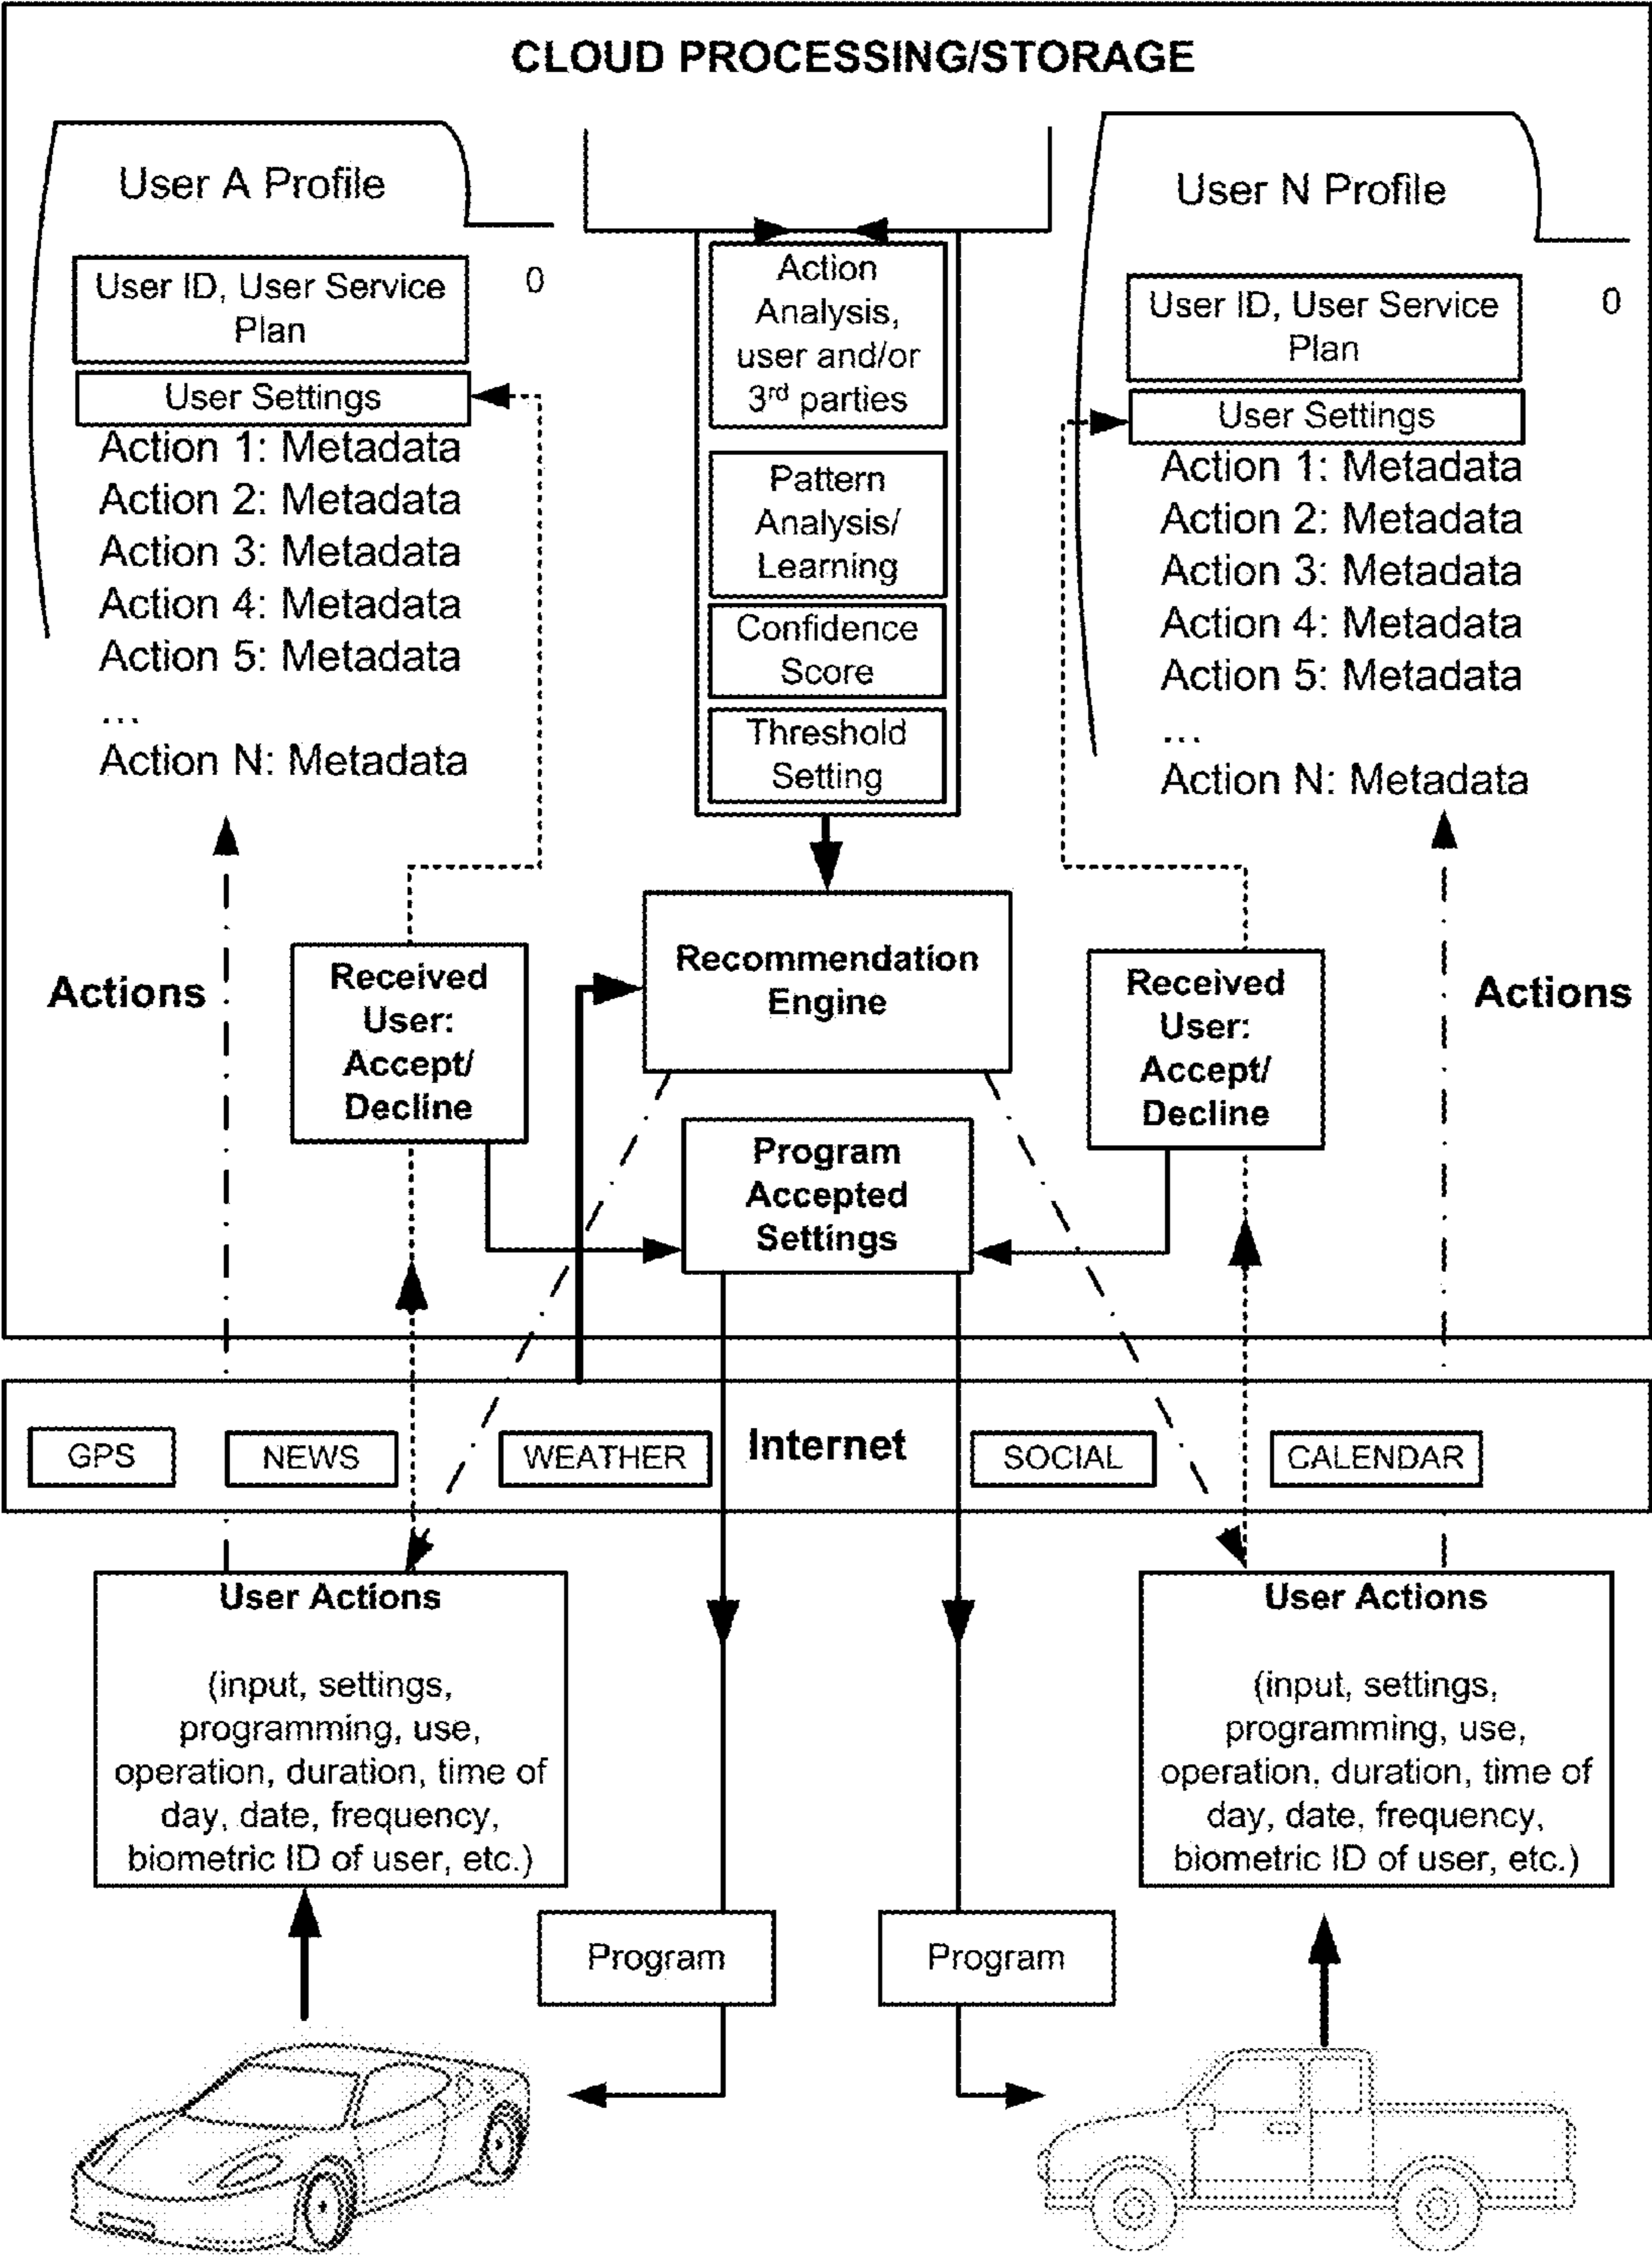 CLOUD PROCESSING/STORAGE
User A Profile
User ID, User Service
Plan
0
User Settings
Action 1: Metadata
Action 2: Metadata
Action 3: Metadata
Action 4: Metadata
Action 5: Metadata
...
Action N: Metadata
Action
Analysis,
user and/or
3rd parties
Pattern
Analysis/
Learning
Confidence
Score
Threshold
Setting
User N Profile
User ID, User Service
Plan
0
User Settings
Action 1: Metadata
Action 2: Metadata
Action 3: Metadata
Action 4: Metadata
Action 5: Metadata
...
Action N: Metadata
Actions
Received
User:
Accept/
Decline
Recommendation
Engine
Received
User:
Accept/
Decline
Actions
Program
Accepted
Settings
GPS
NEWS
WEATHER
Internet
SOCIAL
CALENDAR
User Actions
(input, settings,
programming, use,
operation, duration, time of
day, date, frequency,
biometric ID of user, etc.)
User Actions
(input, settings,
programming, use,
operation, duration, time of
day, date, frequency,
biometric ID of user, etc.)
Program
Program